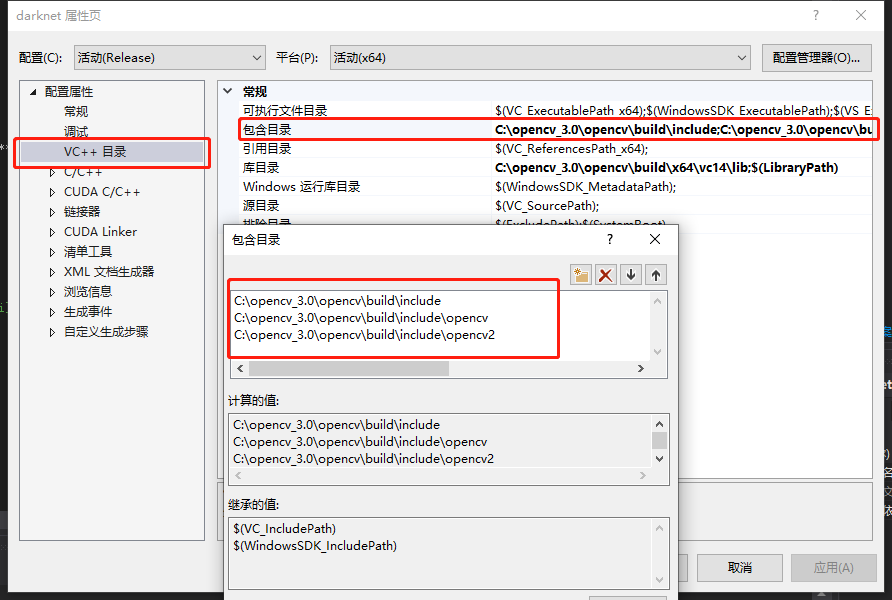 darknet 属性页
配置(C):
活动(Release)
平台(P):
活动(x64)
配置管理器(O)...
配置属性
常规
调试
VC++ 目录
C/C++
CUDA C/C++
链接器
CUDA Linker
清单工具
XML 文档生成器
浏览信息
生成事件
自定义生成步骤
常规
可执行文件目录 $(VC_ExecutablePath_x64);$(WindowsSDK_ExecutablePath);$(VS_E
包含目录 C:\opencv_3.0\opencv\build\include;C:\opencv_3.0\opencv\bu
引用目录 $(VC_ReferencesPath_x64);
库目录 C:\opencv_3.0\opencv\build\x64\vc14\lib;$(LibraryPath)
Windows 运行库目录 $(WindowsSDK_MetadataPath);
源目录 $(VC_SourcePath);
排除目录 $(ExcludePath);$(SystemRoot)
包含目录
C:\opencv_3.0\opencv\build\include
C:\opencv_3.0\opencv\build\include\opencv
C:\opencv_3.0\opencv\build\include\opencv2
计算的值:
C:\opencv_3.0\opencv\build\include
C:\opencv_3.0\opencv\build\include\opencv
C:\opencv_3.0\opencv\build\include\opencv2
继承的值:
$(VC_IncludePath)
$(WindowsSDK_IncludePath)
取消
应用(A)